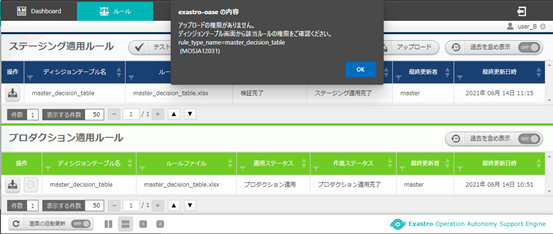 Dashboard
ルール
user_B
exastro-oase の内容
アップロードの権限がありません。
ディシジョンテーブル画面から該当ルールの権限をご確認ください。
rule_type_name=master_decision_table
(MOSJA12031)
OK
ステージング適用ルール
テスト
アップロード
過去を含め表示 OFF
操作 ディシジョンテーブル名 ルールファイル 最終更新者 最終更新日時
master_decision_table master_decision_table.xlsx 検証完了 ステージング適用完了 master 2021年 06月 14日 11:15
件数 1 表示する件数 50 1 / 1
プロダクション適用ルール
過去を含め表示 OFF
操作 ディシジョンテーブル名 ルールファイル 適用ステータス 作業ステータス 最終更新者 最終更新日時
master_decision_table master_decision_table.xlsx プロダクション適用 プロダクション適用完了 master 2021年 06月 14日 10:51
件数 1 表示する件数 50 1 / 1
画面の自動更新 OFF
1 2
Exastro Operation Autonomy Support Engine